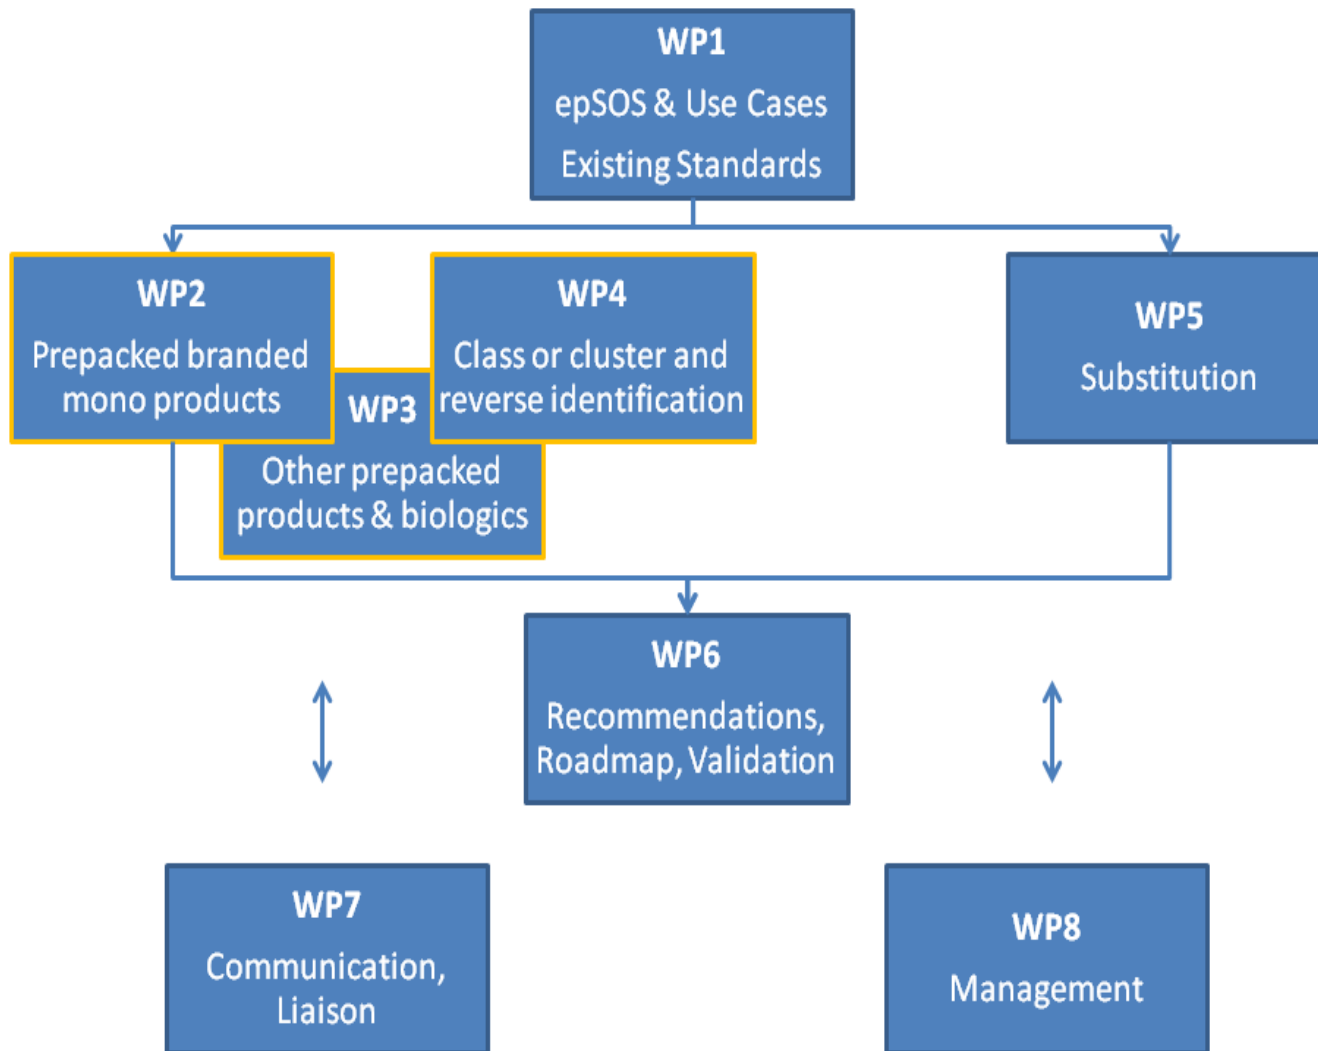 WP1
epSOS & Use Cases
Existing Standards
WP2
Prepacked branded
mono products
WP4
Class or cluster and
reverse identification
WP5
Substitution
WP3
Other prepacked
products & biologics
WP6
Recommendations,
Roadmap, Validation
WP7
Communication,
Liaison
WP8
Management